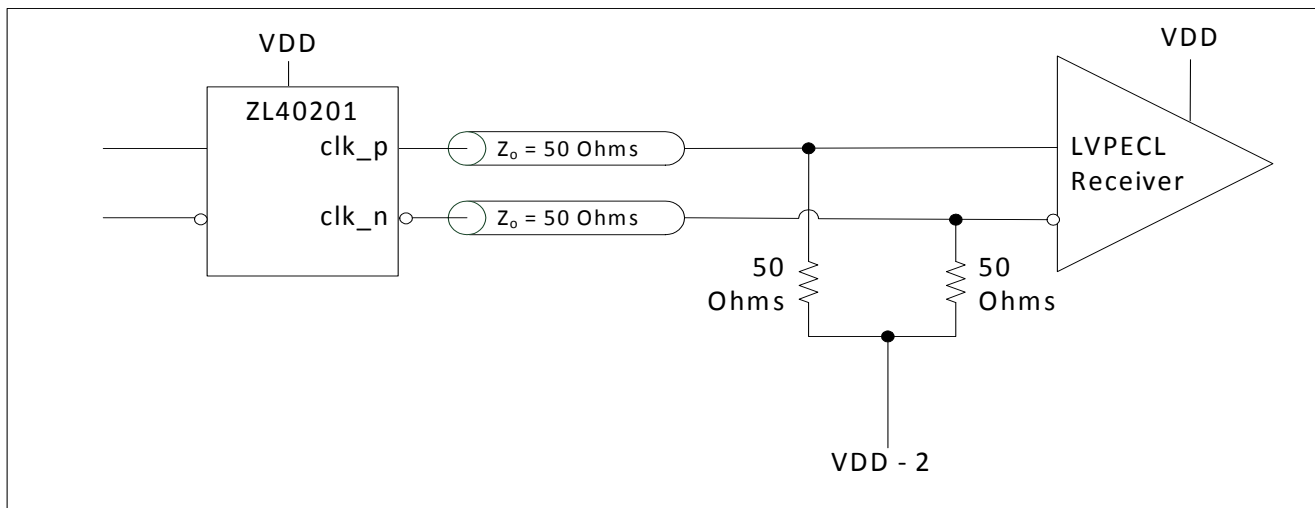 VDD
VDD
ZL40201
clk_p
Zo = 50 Ohms
LVPECL
Receiver
clk_n
Zo = 50 Ohms
50
Ohms
50
Ohms
VDD - 2